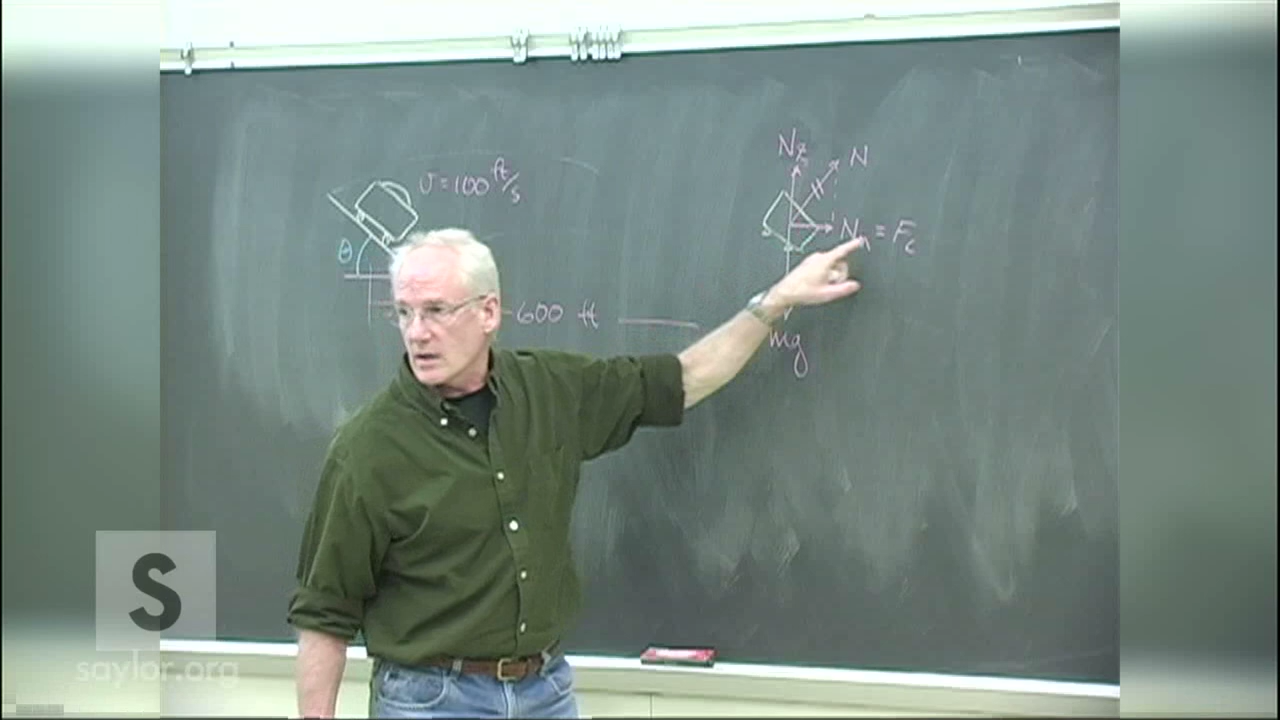 υ = 100 ft/s
θ
600 ft
Nz
N
Nn = Fc
mg
S
saylor.org